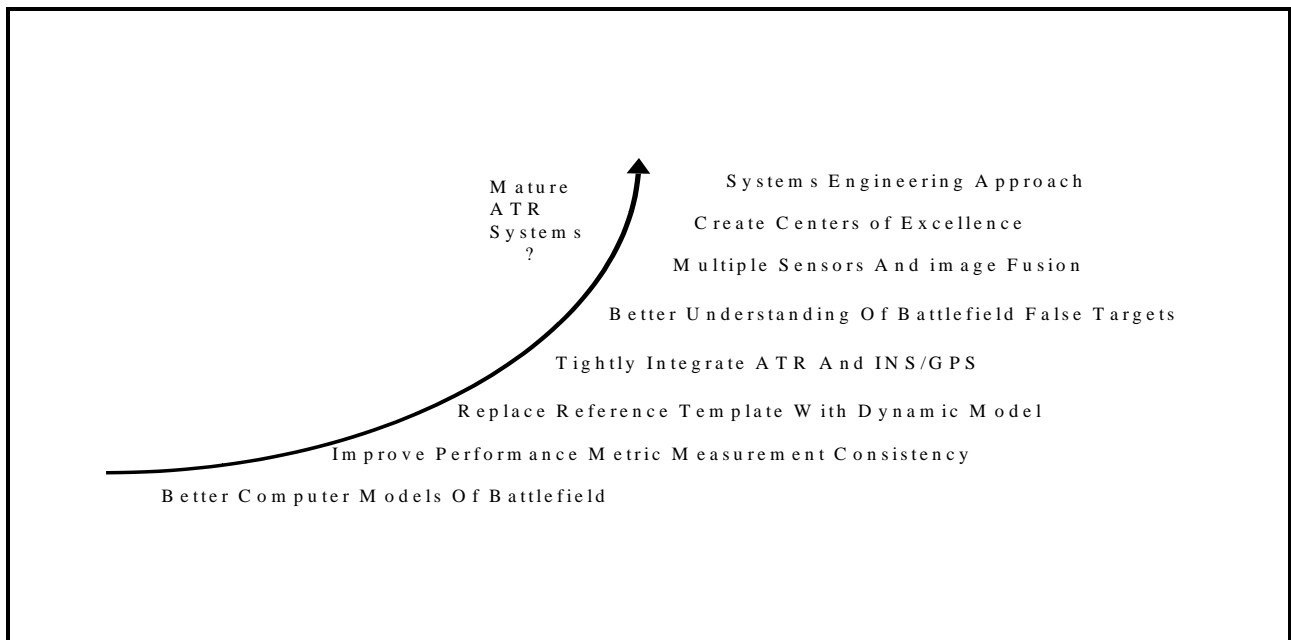 Mature
ATR
Systems
?
Systems Engineering Approach
Create Centers of Excellence
Multiple Sensors And image Fusion
Better Understanding Of Battlefield False Targets
Tightly Integrate ATR And INS/GPS
Replace Reference Template With Dynamic Model
Improve Performance Metric Measurement Consistency
Better Computer Models Of Battlefield